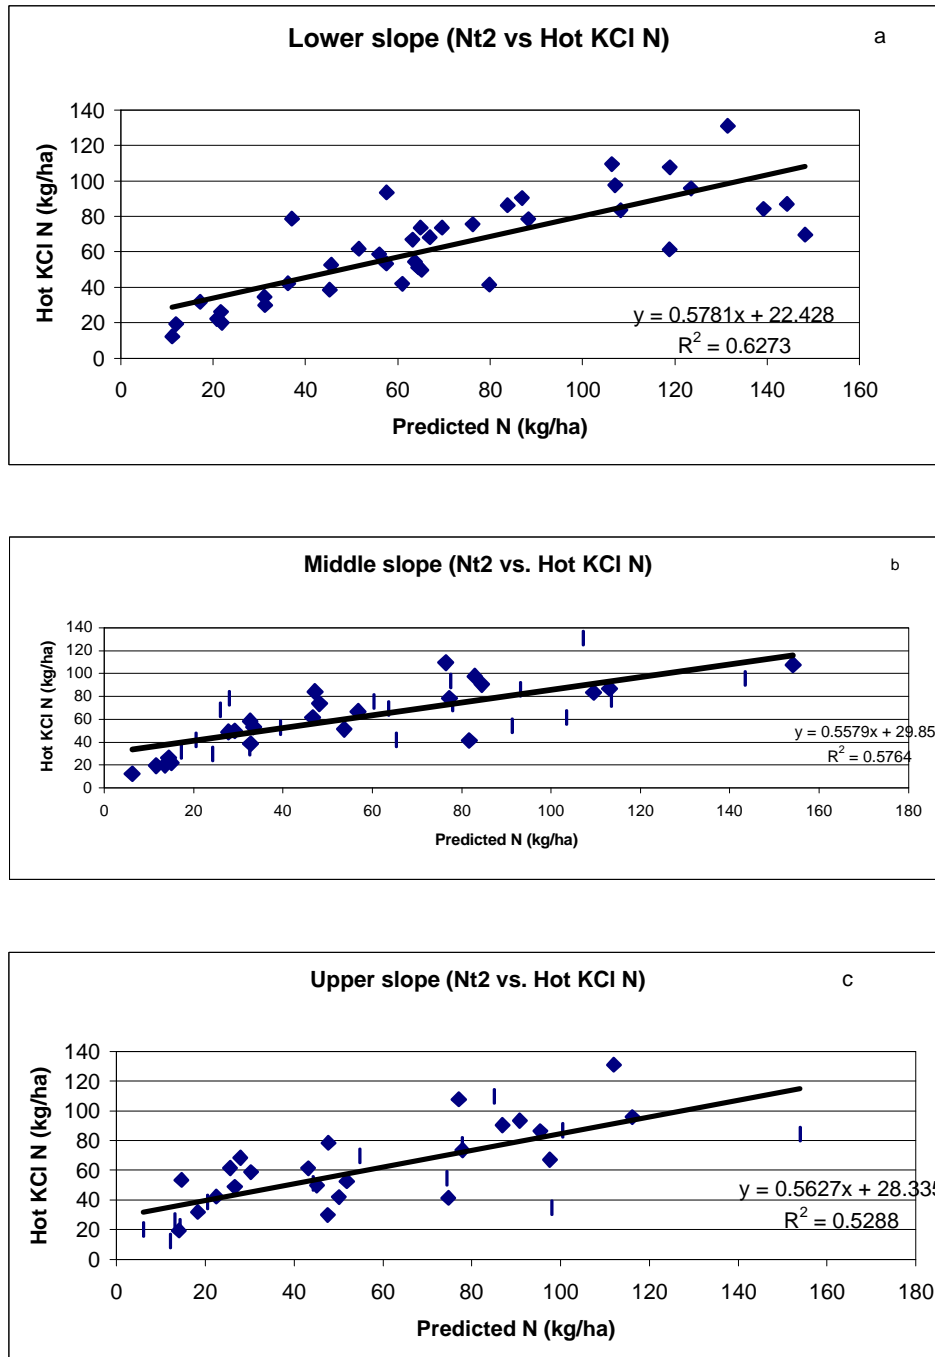 Lower slope (Nt2 vs Hot KCl N)
a
Hot KCl N (kg/ha)
140
120
100
80
60
40
20
0
y = 0.5781x + 22.428
R2 = 0.6273
0 20 40 60 80 100 120 140 160
Predicted N (kg/ha)
Middle slope (Nt2 vs. Hot KCl N)
b
Hot KCl N (kg/ha)
140
120
100
80
60
40
20
0
y = 0.5579x + 29.85
R2 = 0.5764
0 20 40 60 80 100 120 140 160 180
Predicted N (kg/ha)
Upper slope (Nt2 vs. Hot KCl N)
c
Hot KCl N (kg/ha)
140
120
100
80
60
40
20
0
y = 0.5627x + 28.335
R2 = 0.5288
0 20 40 60 80 100 120 140 160 180
Predicted N (kg/ha)